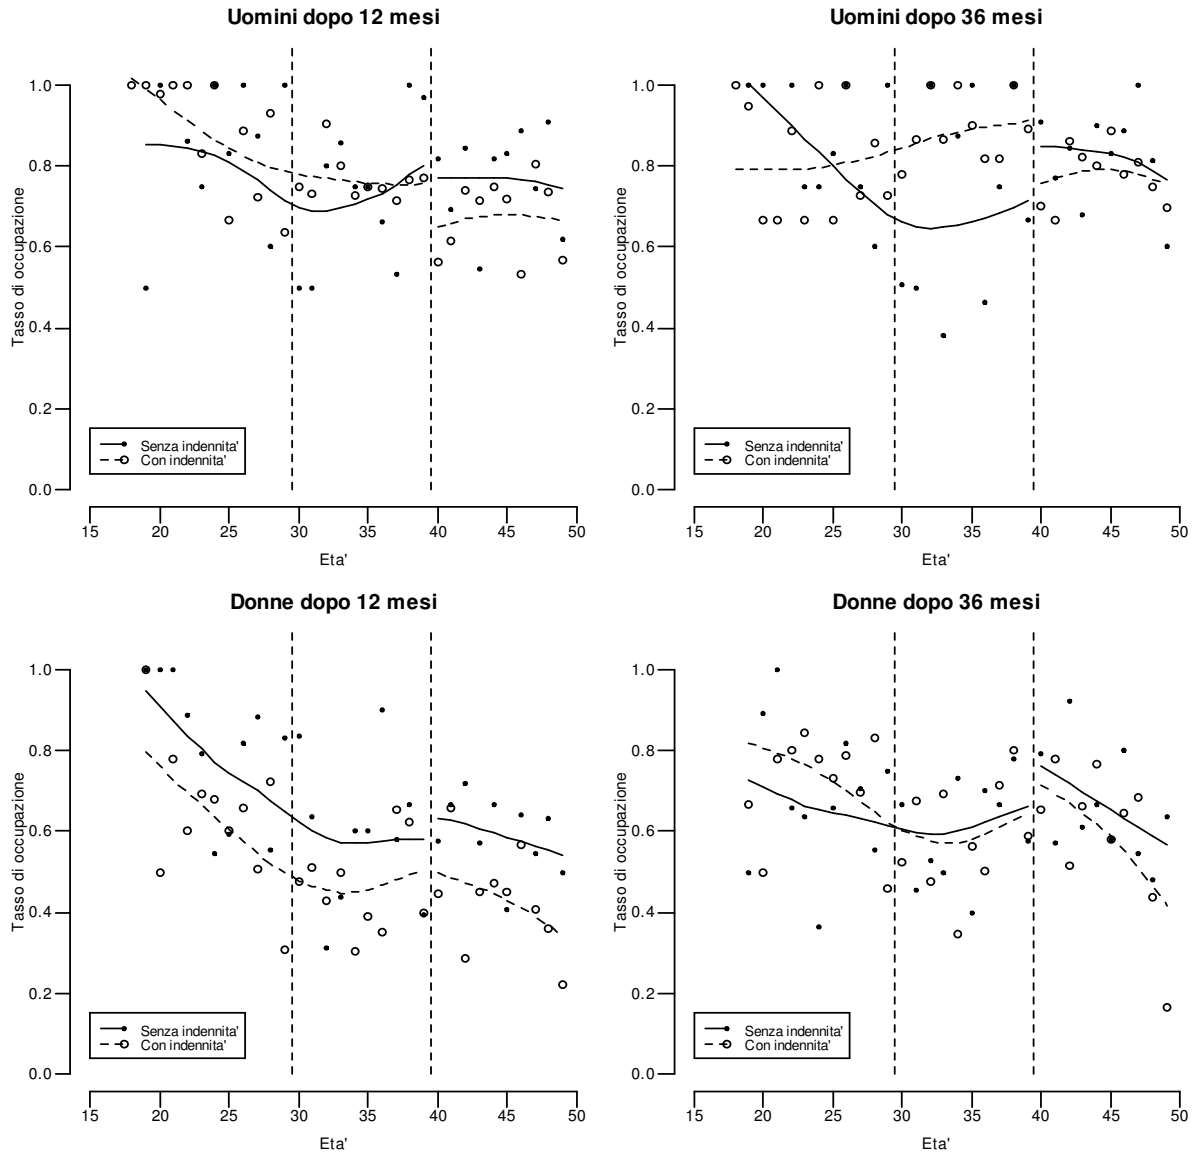 Uomini dopo 12 mesi
Tasso di occupazione
1.0
0.8
0.6
0.4
0.2
0.0
Senza indennita'
Con indennita'
15 20 25 30 35 40 45 50
Eta'
Uomini dopo 36 mesi
Tasso di occupazione
1.0
0.8
0.6
0.4
0.2
0.0
Senza indennita'
Con indennita'
15 20 25 30 35 40 45 50
Eta'
Donne dopo 12 mesi
Tasso di occupazione
1.0
0.8
0.6
0.4
0.2
0.0
Senza indennita'
Con indennita'
15 20 25 30 35 40 45 50
Eta'
Donne dopo 36 mesi
Tasso di occupazione
1.0
0.8
0.6
0.4
0.2
0.0
Senza indennita'
Con indennita'
15 20 25 30 35 40 45 50
Eta'